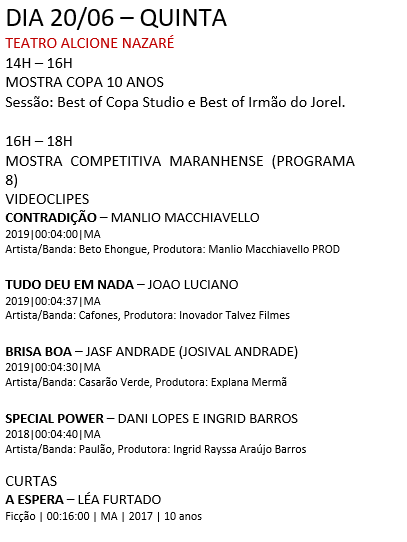 DIA 20/06 – QUINTA
TEATRO ALCIONE NAZARÉ
14H – 16H
MOSTRA COPA 10 ANOS
Sessão: Best of Copa Studio e Best of Irmão do Jorel.
16H – 18H
MOSTRA COMPETITIVA MARANHENSE (PROGRAMA
8)
VIDEOCLIPES
CONTRADIÇÃO – MANLIO MACCHIAVELLO
2019|00:04:00|MA
Artista/Banda: Beto Ehongue, Produtora: Manlio Macchiavello PROD
TUDO DEU EM NADA – JOAO LUCIANO
2019|00:04:37|MA
Artista/Banda: Cafones, Produtora: Inovador Talvez Filmes
BRISA BOA – JASF ANDRADE (JOSIVAL ANDRADE)
2019|00:04:30|MA
Artista/Banda: Casarão Verde, Produtora: Explana Mermã
SPECIAL POWER – DANI LOPES E INGRID BARROS
2018|00:04:40|MA
Artista/Banda: Paulão, Produtora: Ingrid Rayssa Araújo Barros
CURTAS
A ESPERA – LÉA FURTADO
Ficção | 00:16:00 | MA | 2017 | 10 anos